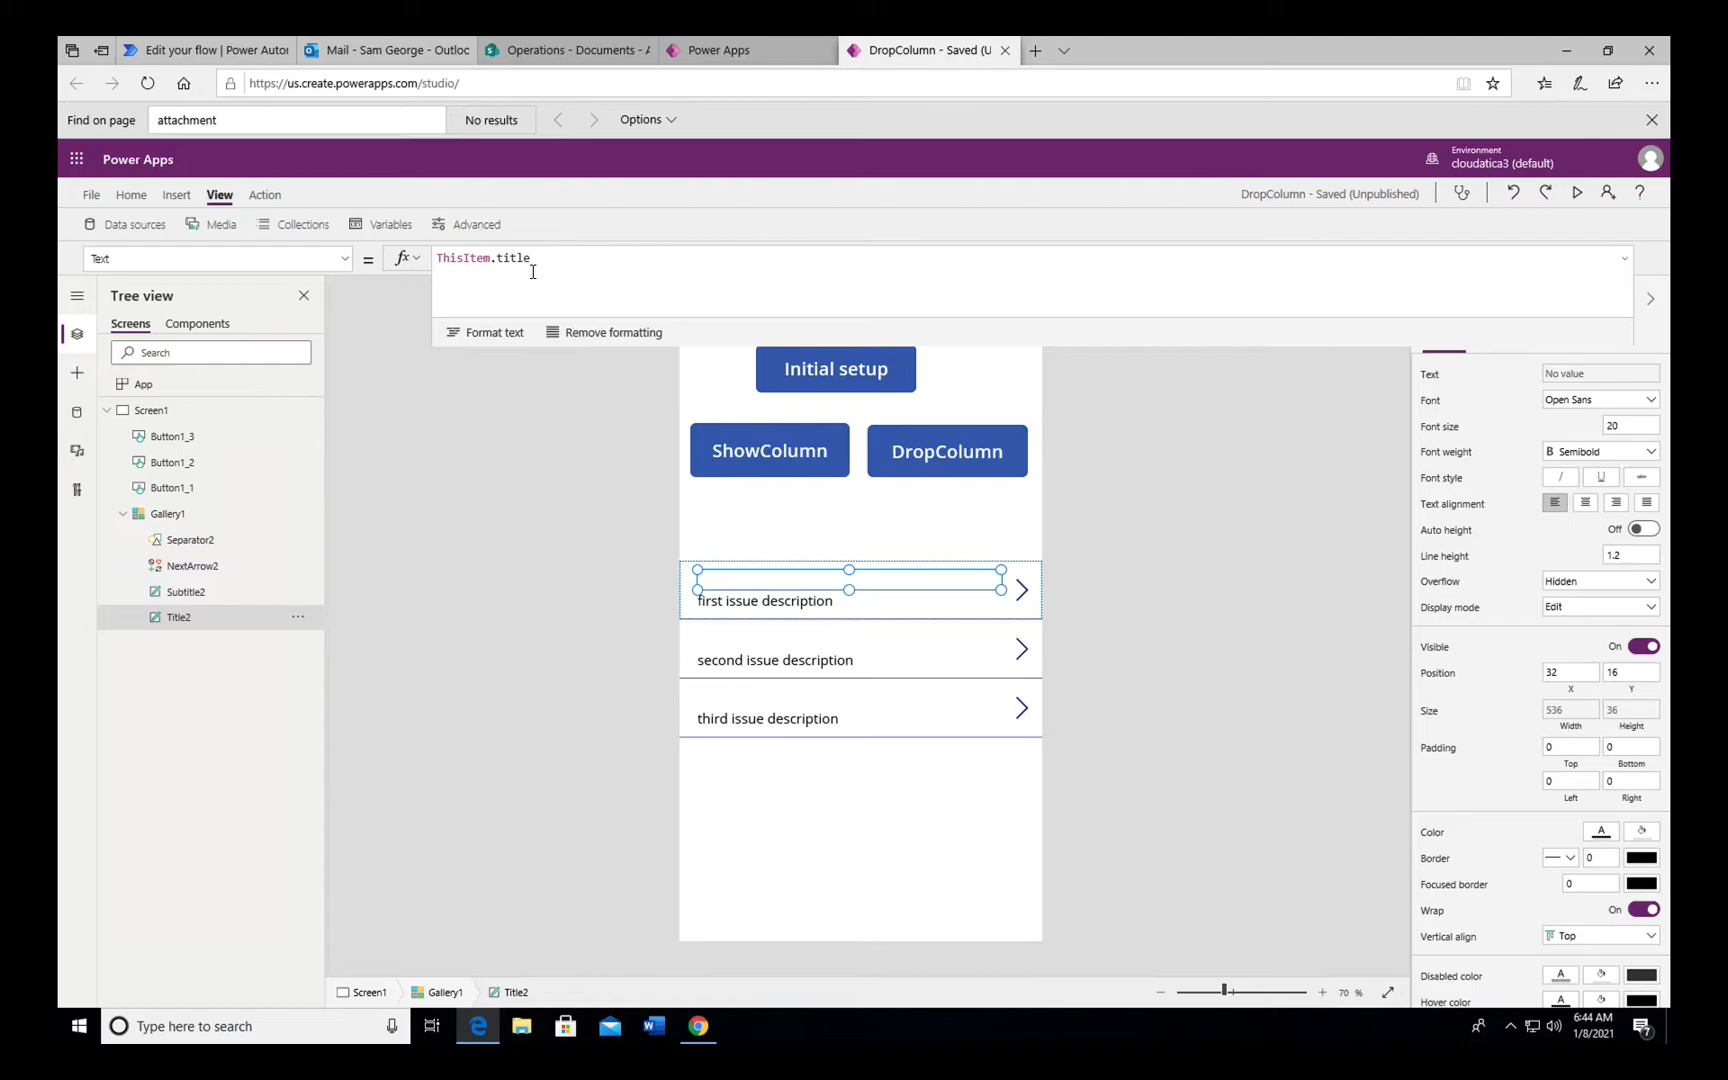 Edit your flow | Power Autor
Mail - Sam George - Outloc
Operations - Documents - A
Power Apps
DropColumn - Saved (U
https://us.create.powerapps.com/studio/
Find on page
attachment
No results
Options
Power Apps
Environment
cloudatica3 (default)
File
Home
Insert
View
Action
DropColumn - Saved (Unpublished)
Data sources
Media
Collections
Variables
Advanced
Text
=
fx
ThisItem.title
Format text
Remove formatting
Tree view
Screens
Components
Search
App
Screen1
Button1_3
Button1_2
Button1_1
Gallery1
Separator2
NextArrow2
Subtitle2
Title2
Initial setup
ShowColumn
DropColumn
first issue description
second issue description
third issue description
Text
No value
Font
Open Sans
Font size
20
Font weight
B Semibold
Font style
/ U abc
Text alignment
Auto height
Off
Line height
1.2
Overflow
Hidden
Display mode
Edit
Visible
On
Position
32
16
X
Y
Size
536
36
Width
Height
Padding
0
0
Top
Bottom
0
0
Left
Right
Color
A
Border
0
Focused border
0
Wrap
On
Vertical align
Top
Disabled color
A
Hover color
A
Screen1
Gallery1
Title2
70 %
Type here to search
6:44 AM
1/8/2021
7